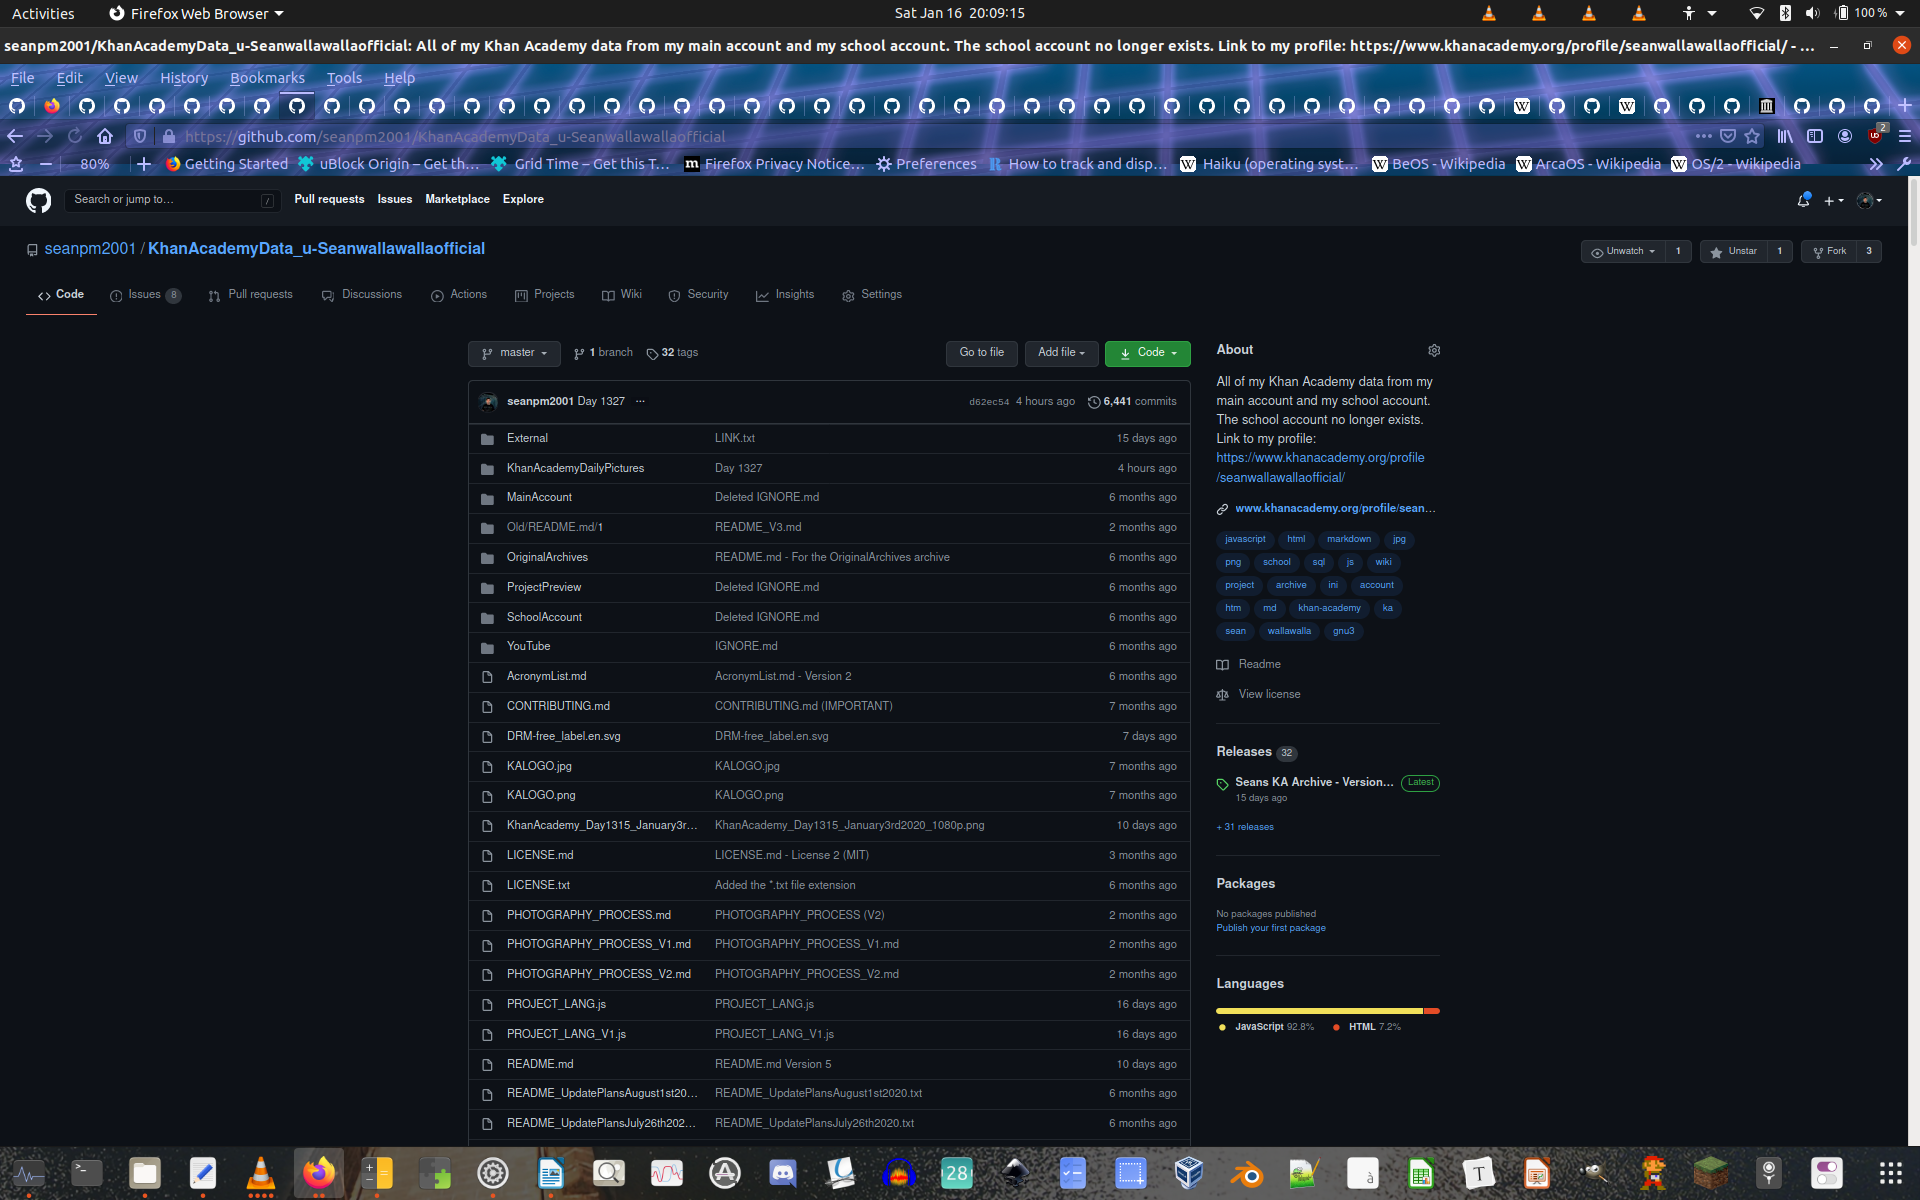 Activities
Firefox Web Browser
Sat Jan 16 20:09:15
100 %
seanpm2001/KhanAcademyData_u-Seanwallawallaofficial: All of my Khan Academy data from my main account and my school account. The school account no longer exists. Link to my profile: https://www.khanacademy.org/profile/seanwallawallaofficial/ - ...
File Edit View History Bookmarks Tools Help
https://github.com/seanpm2001/KhanAcademyData_u-Seanwallawallaofficial
2
80%
Getting Started
uBlock Origin – Get th…
Grid Time – Get this T…
Firefox Privacy Notice…
Preferences
How to track and disp…
Haiku (operating syst…
BeOS - Wikipedia
ArcaOS - Wikipedia
OS/2 - Wikipedia
Search or jump to…
/
Pull requests Issues Marketplace Explore
seanpm2001 / KhanAcademyData_u-Seanwallawallaofficial
Unwatch 1
Unstar 1
Fork 3
Code
Issues 8
Pull requests
Discussions
Actions
Projects
Wiki
Security
Insights
Settings
master
1 branch
32 tags
Go to file
Add file
Code
seanpm2001 Day 1327 ...
d62ec54 4 hours ago
6,441 commits
External LINK.txt 15 days ago
KhanAcademyDailyPictures Day 1327 4 hours ago
MainAccount Deleted IGNORE.md 6 months ago
Old/README.md/1 README_V3.md 2 months ago
OriginalArchives README.md - For the OriginalArchives archive 6 months ago
ProjectPreview Deleted IGNORE.md 6 months ago
SchoolAccount Deleted IGNORE.md 6 months ago
YouTube IGNORE.md 6 months ago
AcronymList.md AcronymList.md - Version 2 6 months ago
CONTRIBUTING.md CONTRIBUTING.md (IMPORTANT) 7 months ago
DRM-free_label.en.svg DRM-free_label.en.svg 7 days ago
KALOGO.jpg KALOGO.jpg 7 months ago
KALOGO.png KALOGO.png 7 months ago
KhanAcademy_Day1315_January3r... KhanAcademy_Day1315_January3rd2020_1080p.png 10 days ago
LICENSE.md LICENSE.md - License 2 (MIT) 3 months ago
LICENSE.txt Added the *.txt file extension 6 months ago
PHOTOGRAPHY_PROCESS.md PHOTOGRAPHY_PROCESS (V2) 2 months ago
PHOTOGRAPHY_PROCESS_V1.md PHOTOGRAPHY_PROCESS_V1.md 2 months ago
PHOTOGRAPHY_PROCESS_V2.md PHOTOGRAPHY_PROCESS_V2.md 2 months ago
PROJECT_LANG.js PROJECT_LANG.js 16 days ago
PROJECT_LANG_V1.js PROJECT_LANG_V1.js 16 days ago
README.md README.md Version 5 10 days ago
README_UpdatePlansAugust1st20... README_UpdatePlansAugust1st2020.txt 6 months ago
README_UpdatePlansJuly26th202... README_UpdatePlansJuly26th2020.txt 6 months ago
About
All of my Khan Academy data from my
main account and my school account.
The school account no longer exists.
Link to my profile:
https://www.khanacademy.org/profile
/seanwallawallaofficial/
www.khanacademy.org/profile/sean...
javascript html markdown jpg
png school sql js wiki
project archive ini account
htm md khan-academy ka
sean wallawalla gnu3
Readme
View license
Releases 32
Seans KA Archive - Version... Latest
15 days ago
+ 31 releases
Packages
No packages published
Publish your first package
Languages
JavaScript 92.8%
HTML 7.2%
28